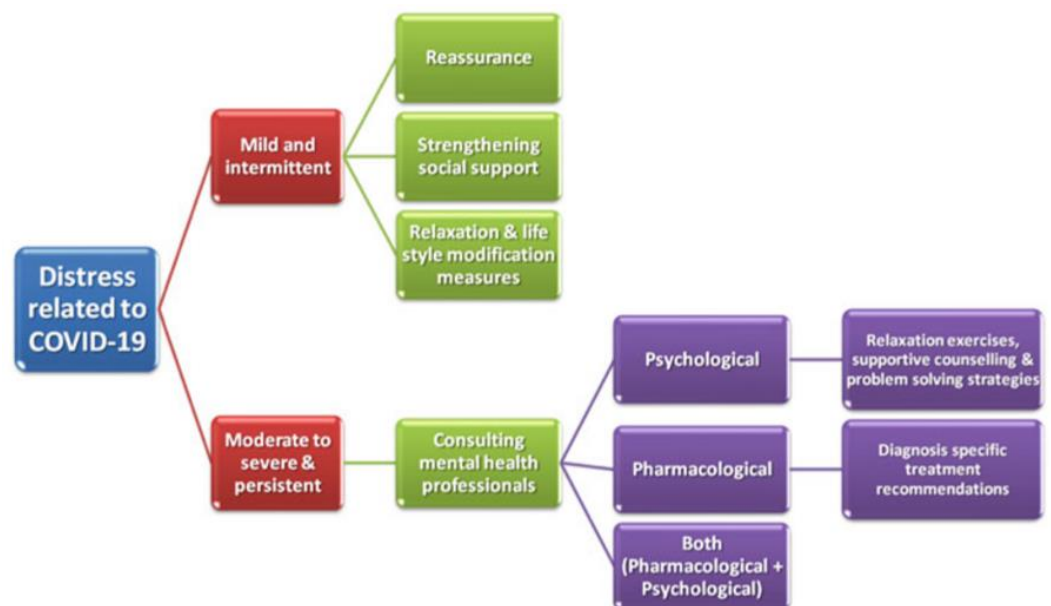 Distress
related to
COVID-19
Mild and
intermittent
Reassurance
Strengthening
social support
Relaxation & life
style modification
measures
Moderate to
severe &
persistent
Consulting
mental health
professionals
Psychological
Relaxation exercises,
supportive counselling &
problem solving strategies
Pharmacological
Diagnosis specific
treatment
recommendations
Both
(Pharmacological +
Psychological)